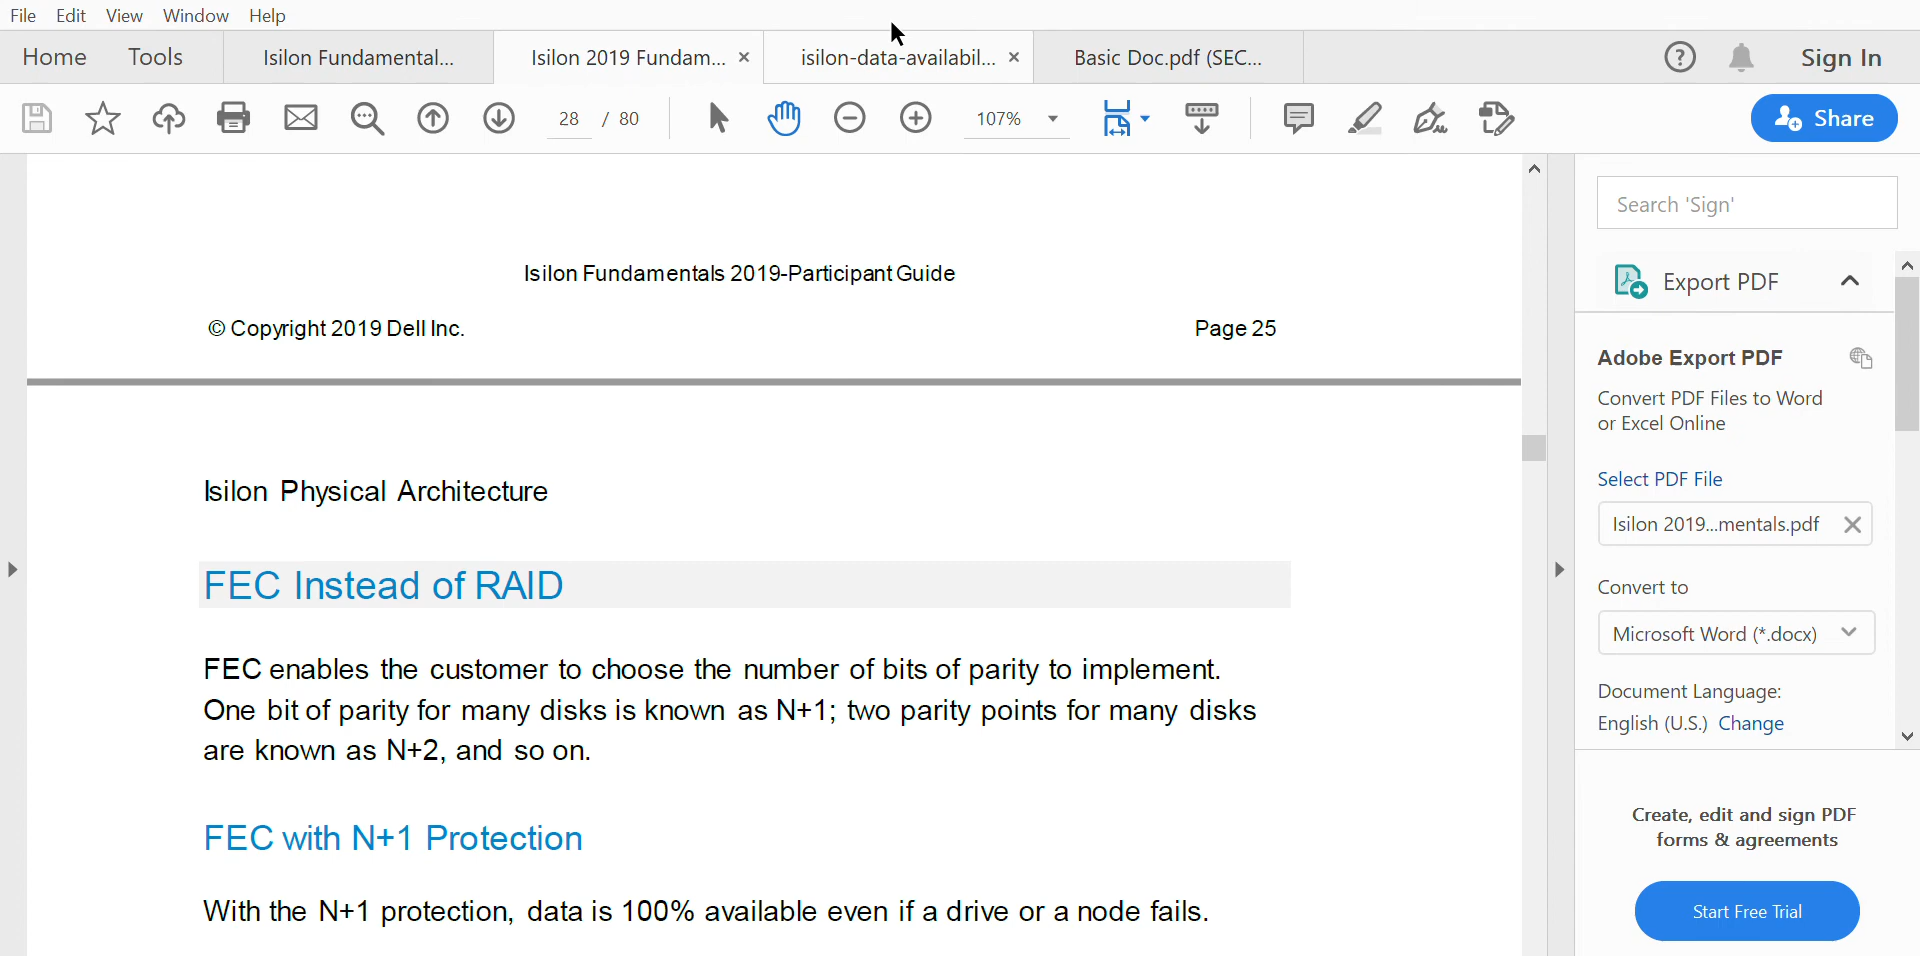 File Edit View Window Help
Home Tools Isilon Fundamental... Isilon 2019 Fundam... isilon-data-availabil... Basic Doc.pdf (SEC... Sign In
28 / 80 107% Share
Search 'Sign'
Isilon Fundamentals 2019-Participant Guide
© Copyright 2019 Dell Inc. Page 25
Isilon Physical Architecture
FEC Instead of RAID
FEC enables the customer to choose the number of bits of parity to implement.
One bit of parity for many disks is known as N+1; two parity points for many disks
are known as N+2, and so on.
FEC with N+1 Protection
With the N+1 protection, data is 100% available even if a drive or a node fails.
Export PDF
Adobe Export PDF
Convert PDF Files to Word
or Excel Online
Select PDF File
Isilon 2019...mentals.pdf
Convert to
Microsoft Word (*.docx)
Document Language:
English (U.S.) Change
Create, edit and sign PDF
forms & agreements
Start Free Trial